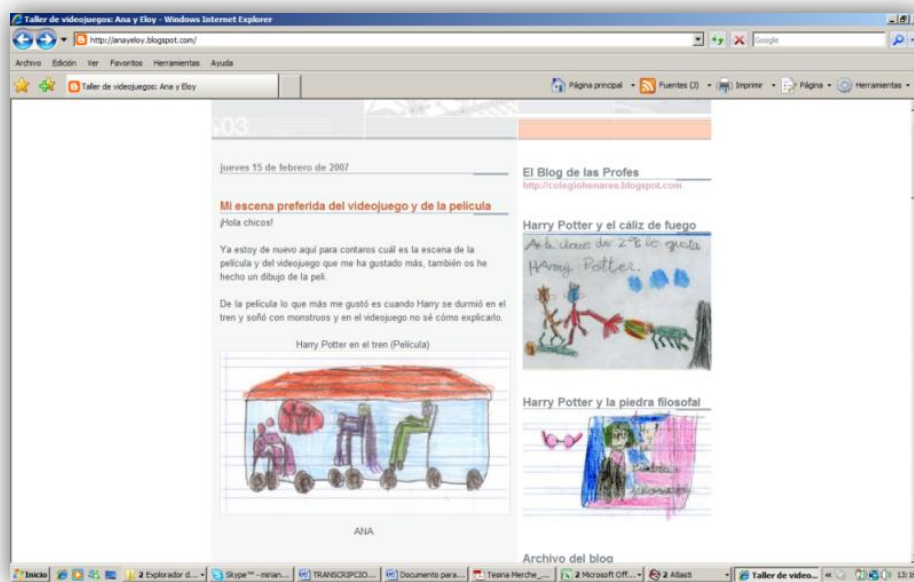 Taller de videojuegos: Ana y Eloy - Windows Internet Explorer
http://anayeloy.blogspot.com/
Google
Archivo Edición Ver Favoritos Herramientas Ayuda
Taller de videojuegos: Ana y Eloy
Página principal Fuentes (J) Imprimir Página Herramientas
03
jueves 15 de febrero de 2007
Mi escena preferida del videojuego y de la película
¡Hola chicos!
Ya estoy de nuevo aquí para contaros cuál es la escena de la
película y del videojuego que me ha gustado más, también os he
hecho un dibujo de la peli.
De la película lo que más me gustó es cuando Harry se durmió en el
tren y soñó con monstruos y en el videojuego no sé cómo explicarlo.
Harry Potter en el tren (Película)
ANA
El Blog de las Profes
http://colegiohenares.blogspot.com
Harry Potter y el cáliz de fuego
A la clase de 2ºB le gusta
HArry Potter.
Harry Potter y la piedra filosofal
Piedra
filosofal
Archivo del blog
Inicio
2 Explorador d...
Skype™ - mirian...
TRANSCRIPCIO...
Documento para...
Tesina Merche_...
2 Microsoft Off...
2 Atlasti
Taller de video...